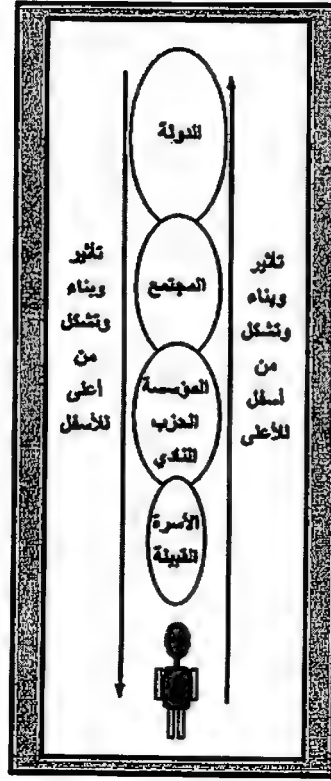 الدولة
المجتمع
المؤسسة
الحزب
النادي
الأسرة
القبيلة
تأثير
وبناء
وتشكل
من
أسفل
للأعلى
تأثير
وبناء
وتشكل
من
أعلى
للأسفل